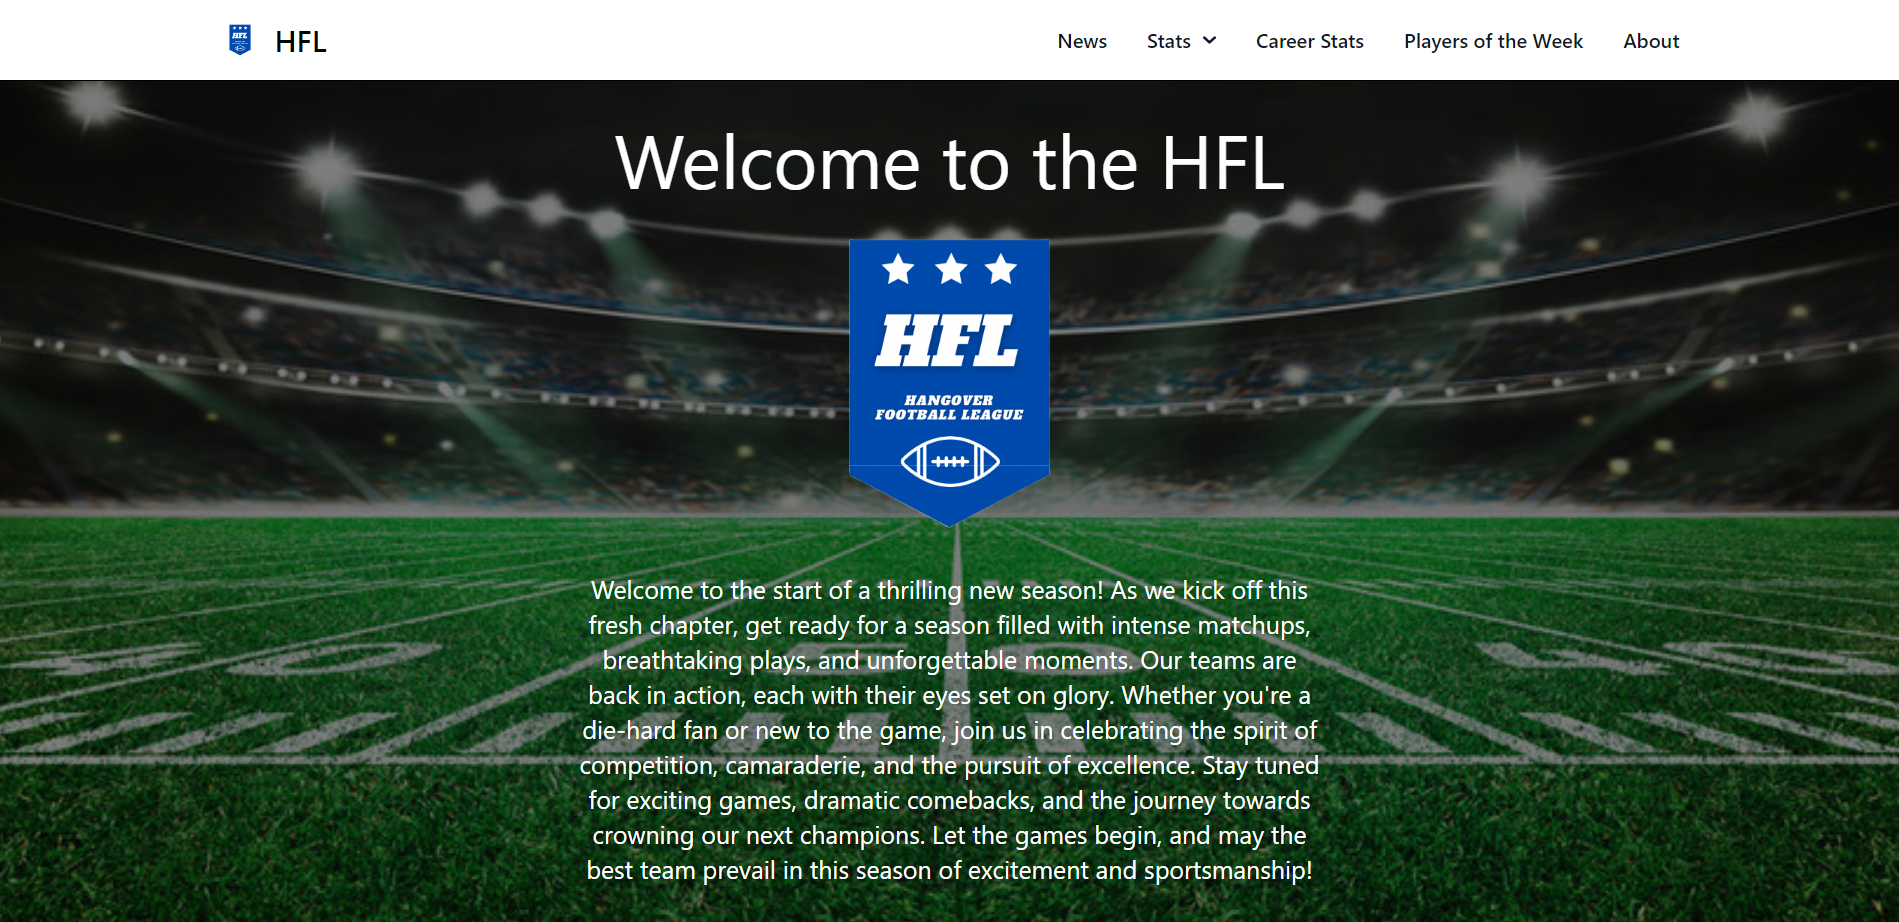 HFL
HFL
News
Stats
Career Stats
Players of the Week
About
Welcome to the HFL
HFL
HANGOVER
FOOTBALL LEAGUE
Welcome to the start of a thrilling new season! As we kick off this
fresh chapter, get ready for a season filled with intense matchups,
breathtaking plays, and unforgettable moments. Our teams are
back in action, each with their eyes set on glory. Whether you're a
die-hard fan or new to the game, join us in celebrating the spirit of
competition, camaraderie, and the pursuit of excellence. Stay tuned
for exciting games, dramatic comebacks, and the journey towards
crowning our next champions. Let the games begin, and may the
best team prevail in this season of excitement and sportsmanship!